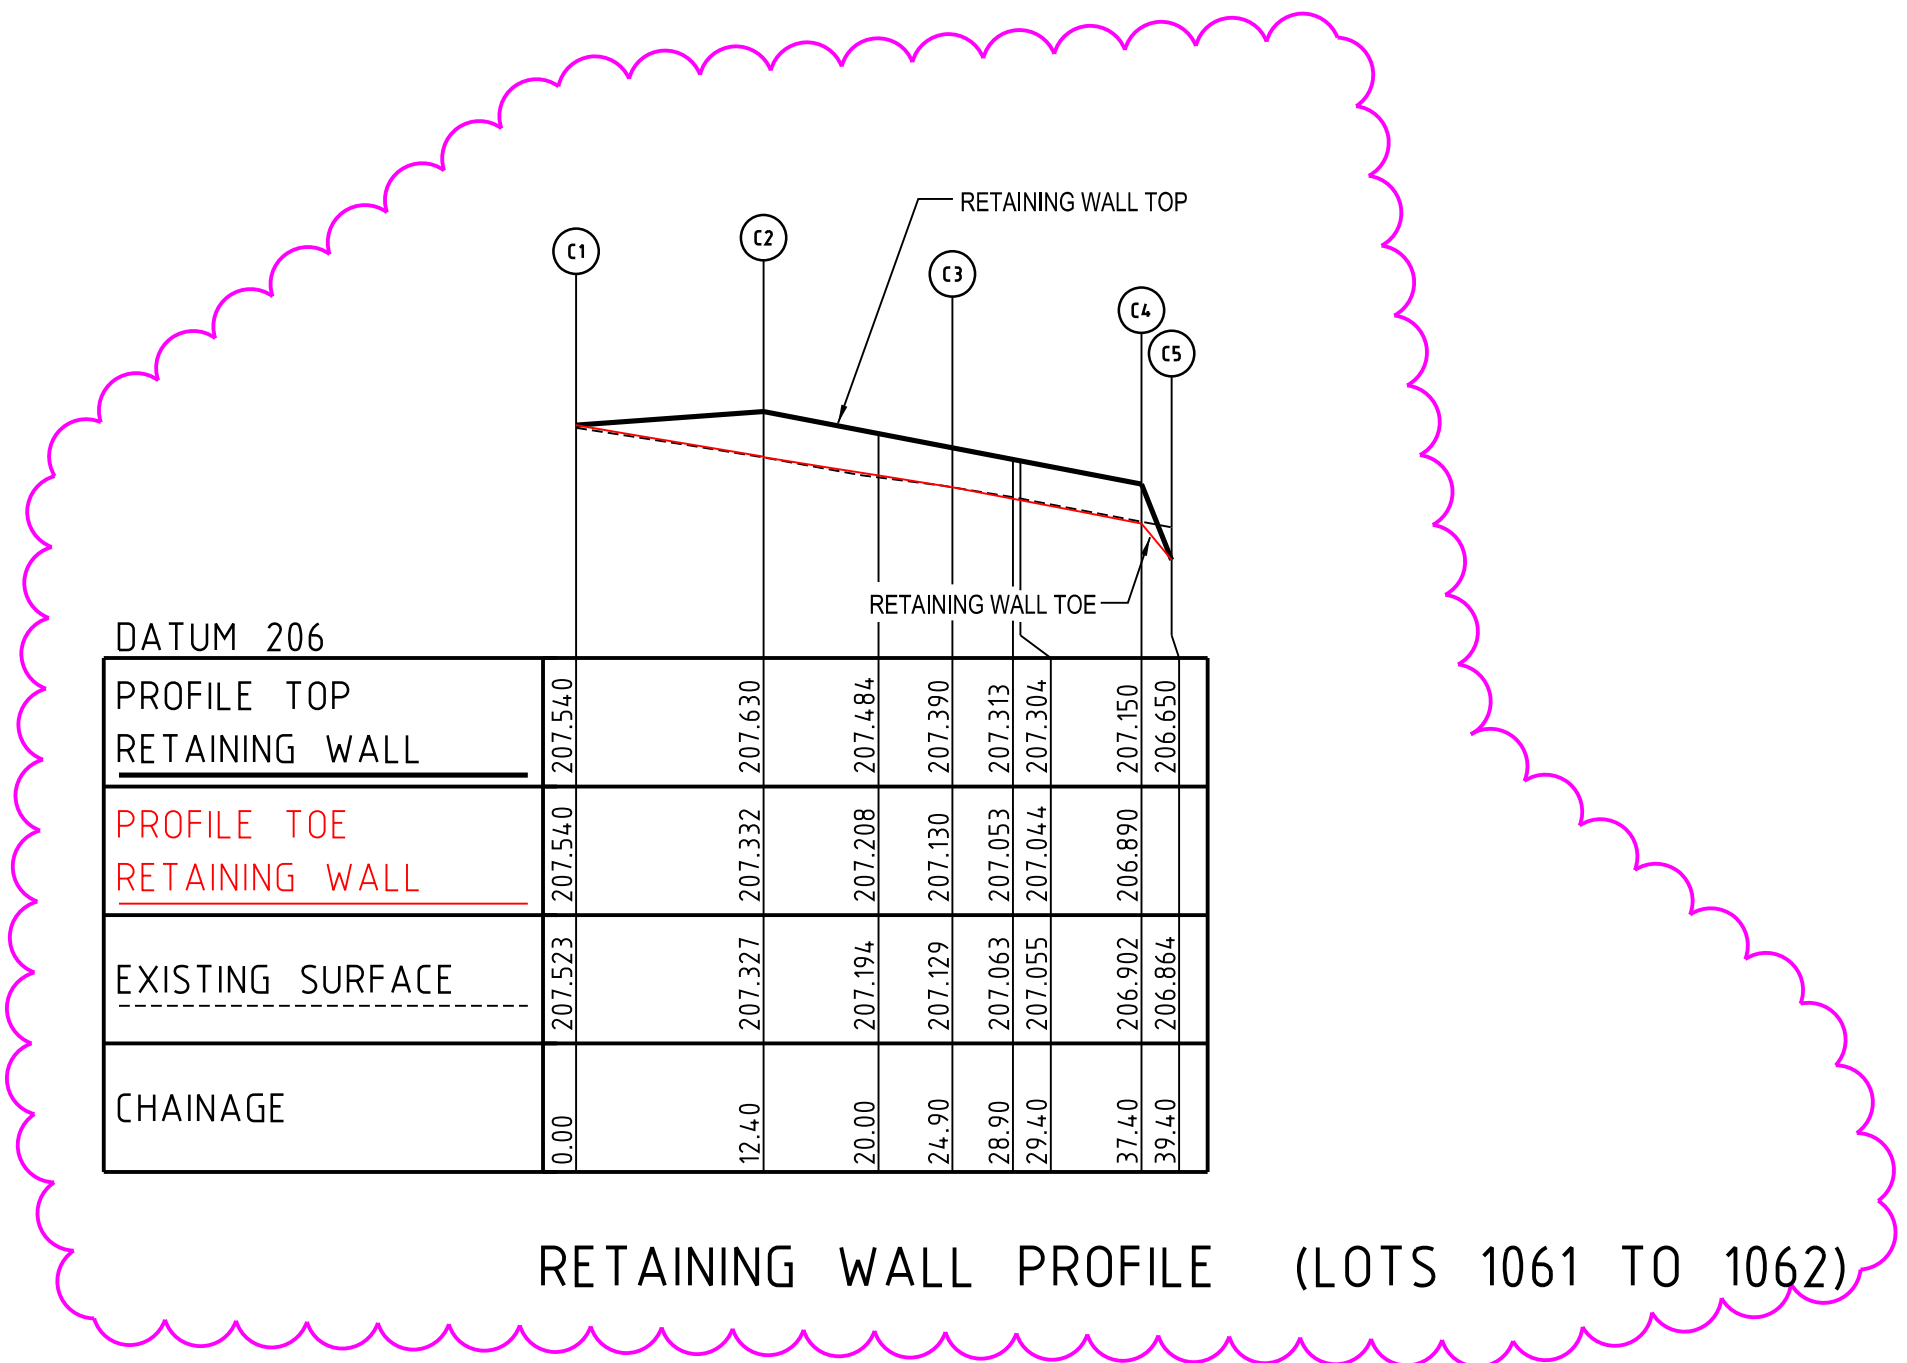 RETAINING WALL TOP
C1
C2
C3
C4
C5
RETAINING WALL TOE
DATUM 206
PROFILE TOP
RETAINING WALL
207.540
207.630
207.484
207.390
207.313
207.304
207.150
206.650
PROFILE TOE
RETAINING WALL
207.540
207.332
207.208
207.130
207.053
207.044
206.890
EXISTING SURFACE
207.523
207.327
207.194
207.129
207.063
207.055
206.902
206.864
CHAINAGE
0.00
12.40
20.00
24.90
28.90
29.40
37.40
39.40
RETAINING WALL PROFILE (LOTS 1061 TO 1062)